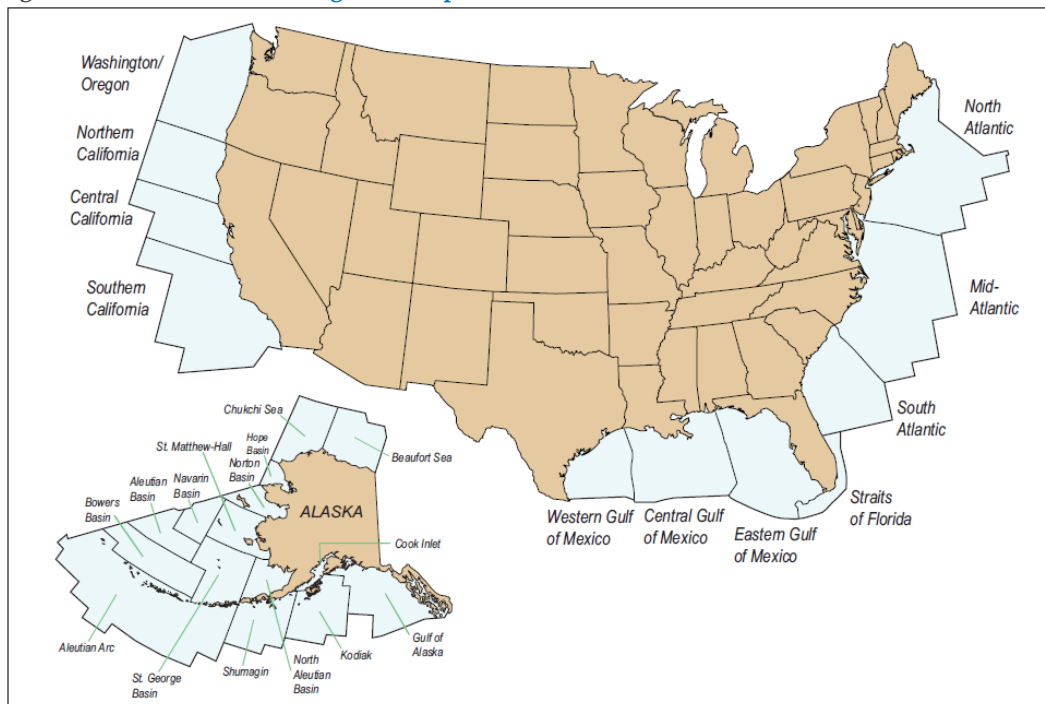 Washington/
Oregon
Northern
California
Central
California
Southern
California
North
Atlantic
Mid-
Atlantic
South
Atlantic
Straits
of Florida
Western Gulf
of Mexico
Central Gulf
of Mexico
Eastern Gulf
of Mexico
Chukchi Sea
Beaufort Sea
St. Matthew-Hall
Hope
Basin
Norton
Basin
Navarin
Basin
Aleutian
Basin
Bowers
Basin
ALASKA
Cook Inlet
Aleutian Arc
St. George
Basin
Shumagin
North
Aleutian
Basin
Kodiak
Gulf of
Alaska